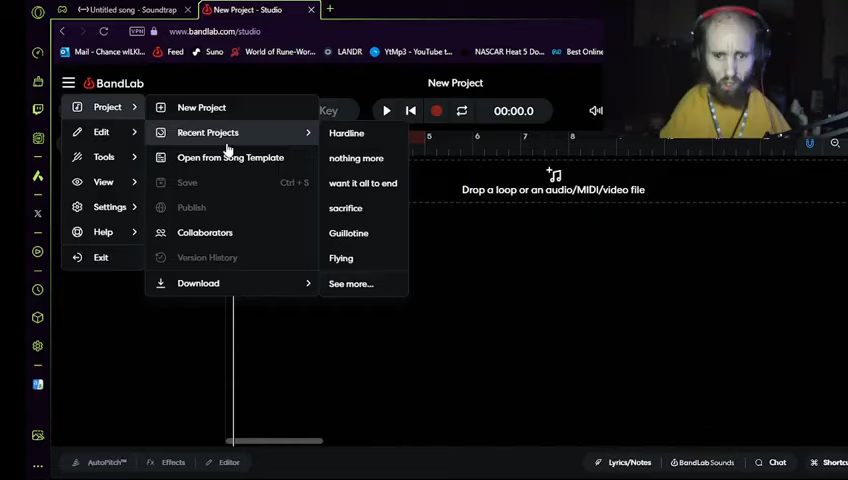 Untitled song - Soundtrap
New Project - Studio
VPN
www.bandlab.com/studio
Mail - Chance wILKI...
Feed
Suno
World of Rune-Wor...
LANDR
YtMp3 - YouTube t...
NASCAR Heat 5 Do...
Best Online
BandLab
New Project
Project
New Project
Key
00:00.0
Edit
Recent Projects
Hardline
5
6
7
8
Tools
Open from Song Template
nothing more
View
Save
Ctrl + S
want it all to end
Drop a loop or an audio/MIDI/video file
Settings
Publish
sacrifice
Help
Collaborators
Guillotine
Exit
Version History
Flying
Download
See more...
AutoPitch™
Fx
Effects
Editor
Lyrics/Notes
BandLab Sounds
Chat
Shortcu